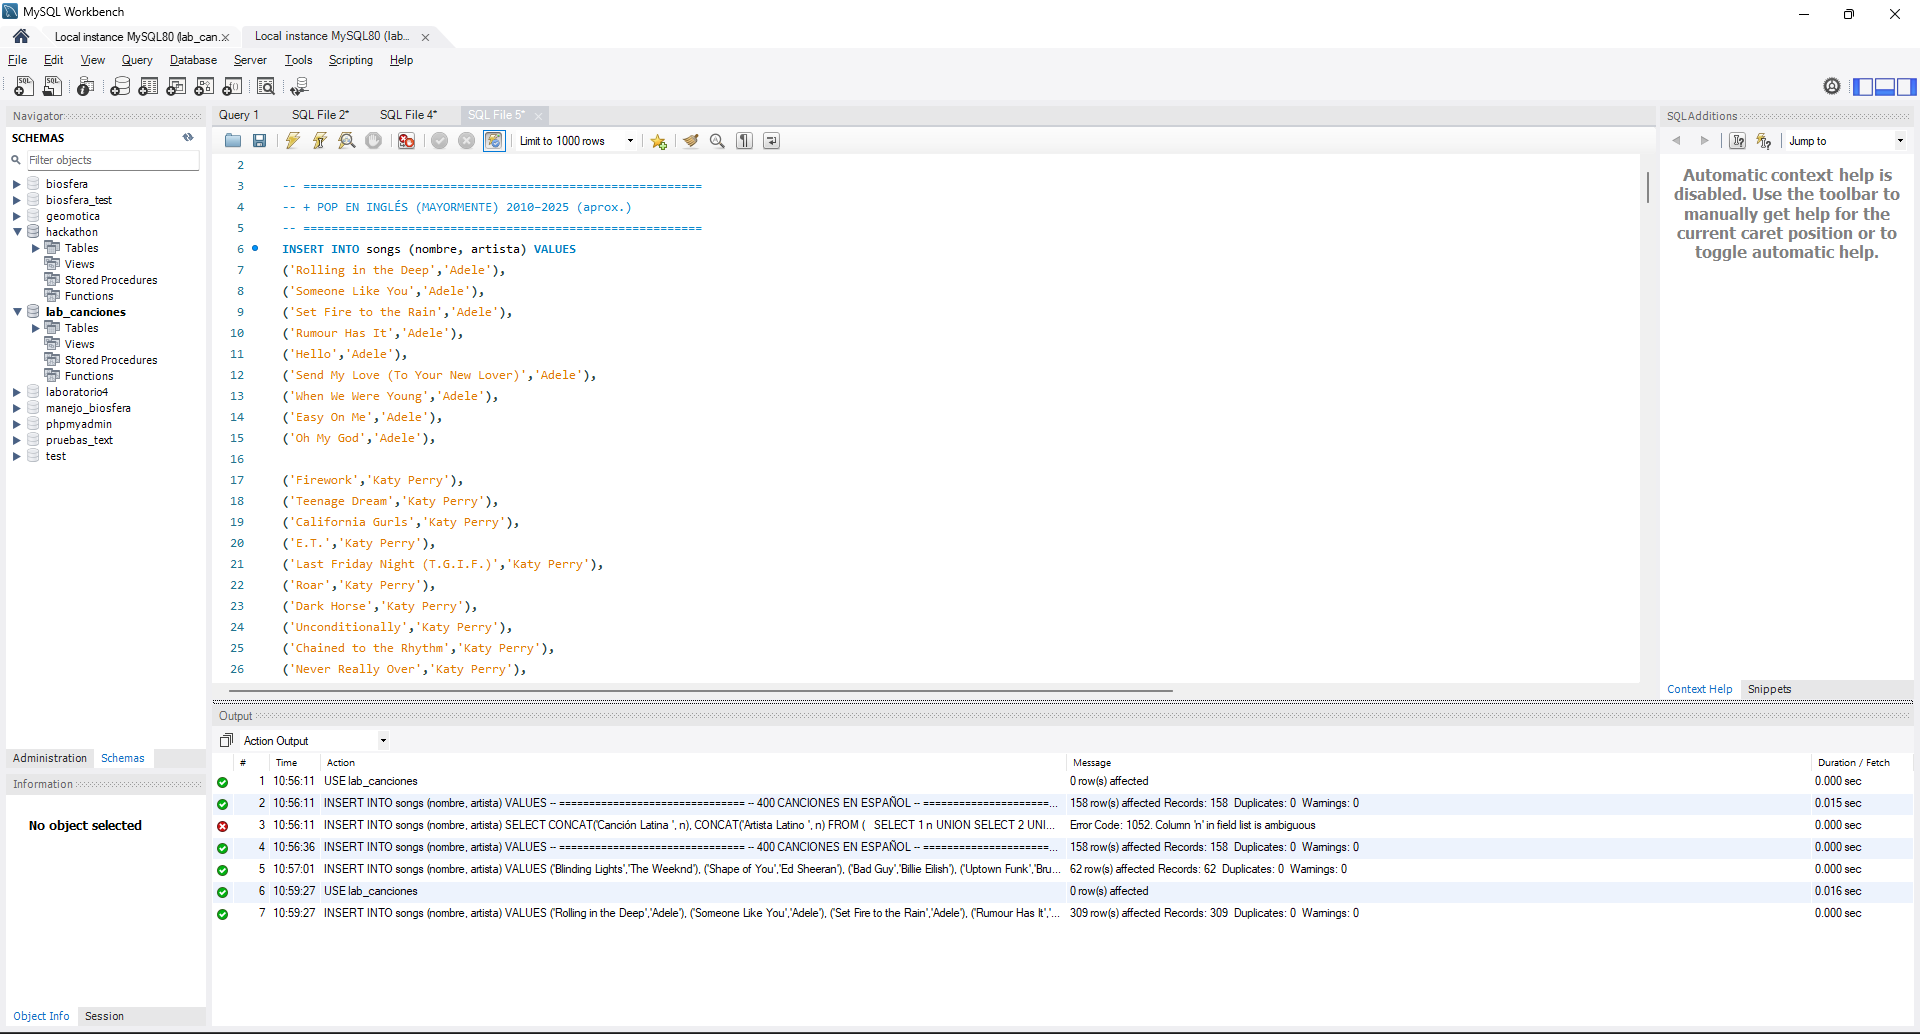 MySQL Workbench
Local instance MySQL80 (lab_can... Local instance MySQL80 (lab...
File Edit View Query Database Server Tools Scripting Help
Navigator
SCHEMAS
Filter objects
biosfera
biosfera_test
geomotica
hackathon
Tables
Views
Stored Procedures
Functions
lab_canciones
Tables
Views
Stored Procedures
Functions
laboratorio4
manejo_biosfera
phpmyadmin
pruebas_text
test
Administration Schemas
Information
No object selected
Object Info Session
Query 1 SQL File 2* SQL File 4* SQL File 5*
Limit to 1000 rows
2
3 -- =========================================================
4 -- + POP EN INGLÉS (MAYORMENTE) 2010–2025 (aprox.)
5 -- =========================================================
6 INSERT INTO songs (nombre, artista) VALUES
7 ('Rolling in the Deep','Adele'),
8 ('Someone Like You','Adele'),
9 ('Set Fire to the Rain','Adele'),
10 ('Rumour Has It','Adele'),
11 ('Hello','Adele'),
12 ('Send My Love (To Your New Lover)','Adele'),
13 ('When We Were Young','Adele'),
14 ('Easy On Me','Adele'),
15 ('Oh My God','Adele'),
16
17 ('Firework','Katy Perry'),
18 ('Teenage Dream','Katy Perry'),
19 ('California Gurls','Katy Perry'),
20 ('E.T.','Katy Perry'),
21 ('Last Friday Night (T.G.I.F.)','Katy Perry'),
22 ('Roar','Katy Perry'),
23 ('Dark Horse','Katy Perry'),
24 ('Unconditionally','Katy Perry'),
25 ('Chained to the Rhythm','Katy Perry'),
26 ('Never Really Over','Katy Perry'),
SQLAdditions
Jump to
Automatic context help is
disabled. Use the toolbar to
manually get help for the
current caret position or to
toggle automatic help.
Context Help Snippets
Output
Action Output
# Time Action Message Duration / Fetch
1 10:56:11 USE lab_canciones 0 row(s) affected 0.000 sec
2 10:56:11 INSERT INTO songs (nombre, artista) VALUES -- =============================== -- 400 CANCIONES EN ESPAÑOL -- =====================... 158 row(s) affected Records: 158 Duplicates: 0 Warnings: 0 0.015 sec
3 10:56:11 INSERT INTO songs (nombre, artista) SELECT CONCAT('Canción Latina ', n), CONCAT('Artista Latino ', n) FROM ( SELECT 1 n UNION SELECT 2 UNI... Error Code: 1052. Column 'n' in field list is ambiguous 0.000 sec
4 10:56:36 INSERT INTO songs (nombre, artista) VALUES -- =============================== -- 400 CANCIONES EN ESPAÑOL -- =====================... 158 row(s) affected Records: 158 Duplicates: 0 Warnings: 0 0.000 sec
5 10:57:01 INSERT INTO songs (nombre, artista) VALUES ('Blinding Lights','The Weeknd'), ('Shape of You','Ed Sheeran'), ('Bad Guy','Billie Eilish'), ('Uptown Funk','Bru... 62 row(s) affected Records: 62 Duplicates: 0 Warnings: 0 0.000 sec
6 10:59:27 USE lab_canciones 0 row(s) affected 0.016 sec
7 10:59:27 INSERT INTO songs (nombre, artista) VALUES ('Rolling in the Deep','Adele'), ('Someone Like You','Adele'), ('Set Fire to the Rain','Adele'), ('Rumour Has It','... 309 row(s) affected Records: 309 Duplicates: 0 Warnings: 0 0.000 sec